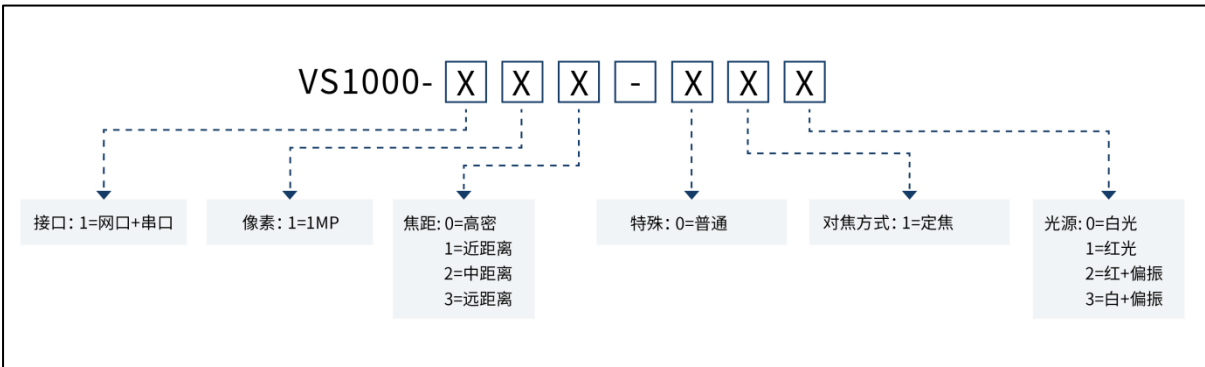 VS1000- X X X - X X X
接口: 1=网口+串口
像素: 1=1MP
焦距: 0=高密
1=近距离
2=中距离
3=远距离
特殊: 0=普通
对焦方式: 1=定焦
光源: 0=白光
1=红光
2=红+偏振
3=白+偏振